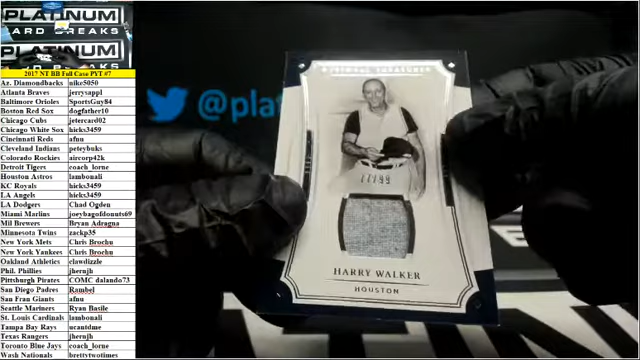 PLATINUM
ARD BREAKS
PLATINUM
ARD BREAKS
2017 NT BB Full Case PYT #7
Az. Diamondbacks nike5050
Atlanta Braves jerrysappl
Baltimore Orioles SportsGuy84
Boston Red Sox dogfather10
Chicago Cubs jetercard02
Chicago White Sox hicks3459
Cincinnati Reds afnu
Cleveland Indians peteybuks
Colorado Rockies aircorp42k
Detroit Tigers coach_lorne
Houston Astros lambonali
KC Royals hicks3459
LA Angels hicks3459
LA Dodgers Chad Ogden
Miami Marlins joeybagofdonuts69
Mil Brewers Bryan Adragna
Minnesota Twins zackp35
New York Mets Chris Brochu
New York Yankees Chris Brochu
Oakland Athletics clawdizzle
Phil. Phillies jhernjh
Pittsburgh Pirates COMC dalando73
San Diego Padres Rambel
San Fran Giants afnu
Seattle Mariners Ryan Basile
St. Louis Cardinals lambonali
Tampa Bay Rays ucantdme
Texas Rangers jhernjh
Toronto Blue Jays coach_lorne
Wash Nationals brettytwotimes
@plat
NATIONAL TREASURES
77/99
HARRY WALKER
HOUSTON